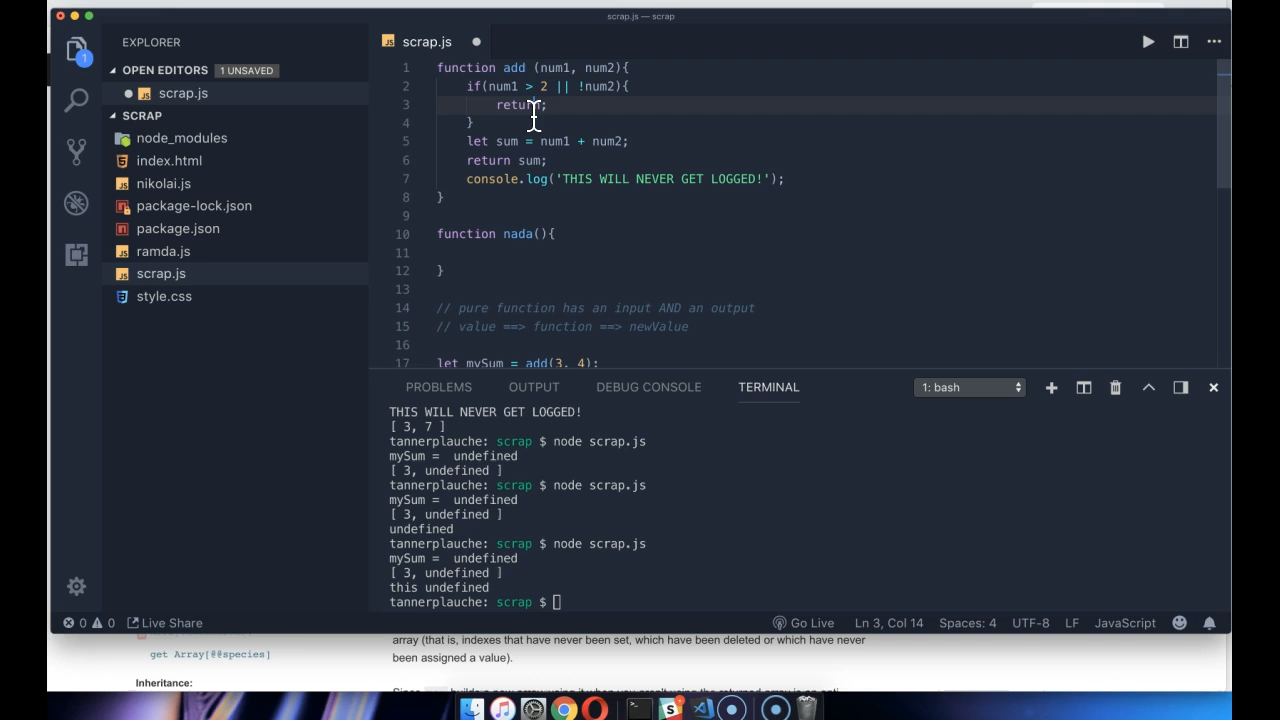 scrap.js — scrap
EXPLORER
OPEN EDITORS 1 UNSAVED
scrap.js
SCRAP
node_modules
index.html
nikolai.js
package-lock.json
package.json
ramda.js
scrap.js
style.css
1
scrap.js
1 function add (num1, num2){
2 if(num1 > 2 || !num2){
3 return;
4 }
5 let sum = num1 + num2;
6 return sum;
7 console.log('THIS WILL NEVER GET LOGGED!');
8 }
9
10 function nada(){
11
12 }
13
14 // pure function has an input AND an output
15 // value ==> function ==> newValue
16
17 let mySum = add(3, 4);
PROBLEMS OUTPUT DEBUG CONSOLE TERMINAL 1: bash
THIS WILL NEVER GET LOGGED!
[ 3, 7 ]
tannerplauche: scrap $ node scrap.js
mySum =  undefined
[ 3, undefined ]
tannerplauche: scrap $ node scrap.js
mySum =  undefined
[ 3, undefined ]
undefined
tannerplauche: scrap $ node scrap.js
mySum =  undefined
[ 3, undefined ]
this undefined
tannerplauche: scrap $
0 0 Live Share Go Live Ln 3, Col 14 Spaces: 4 UTF-8 LF JavaScript
get Array[@@species]
Inheritance:
array (that is, indexes that have never been set, which have been deleted or which have never
been assigned a value).